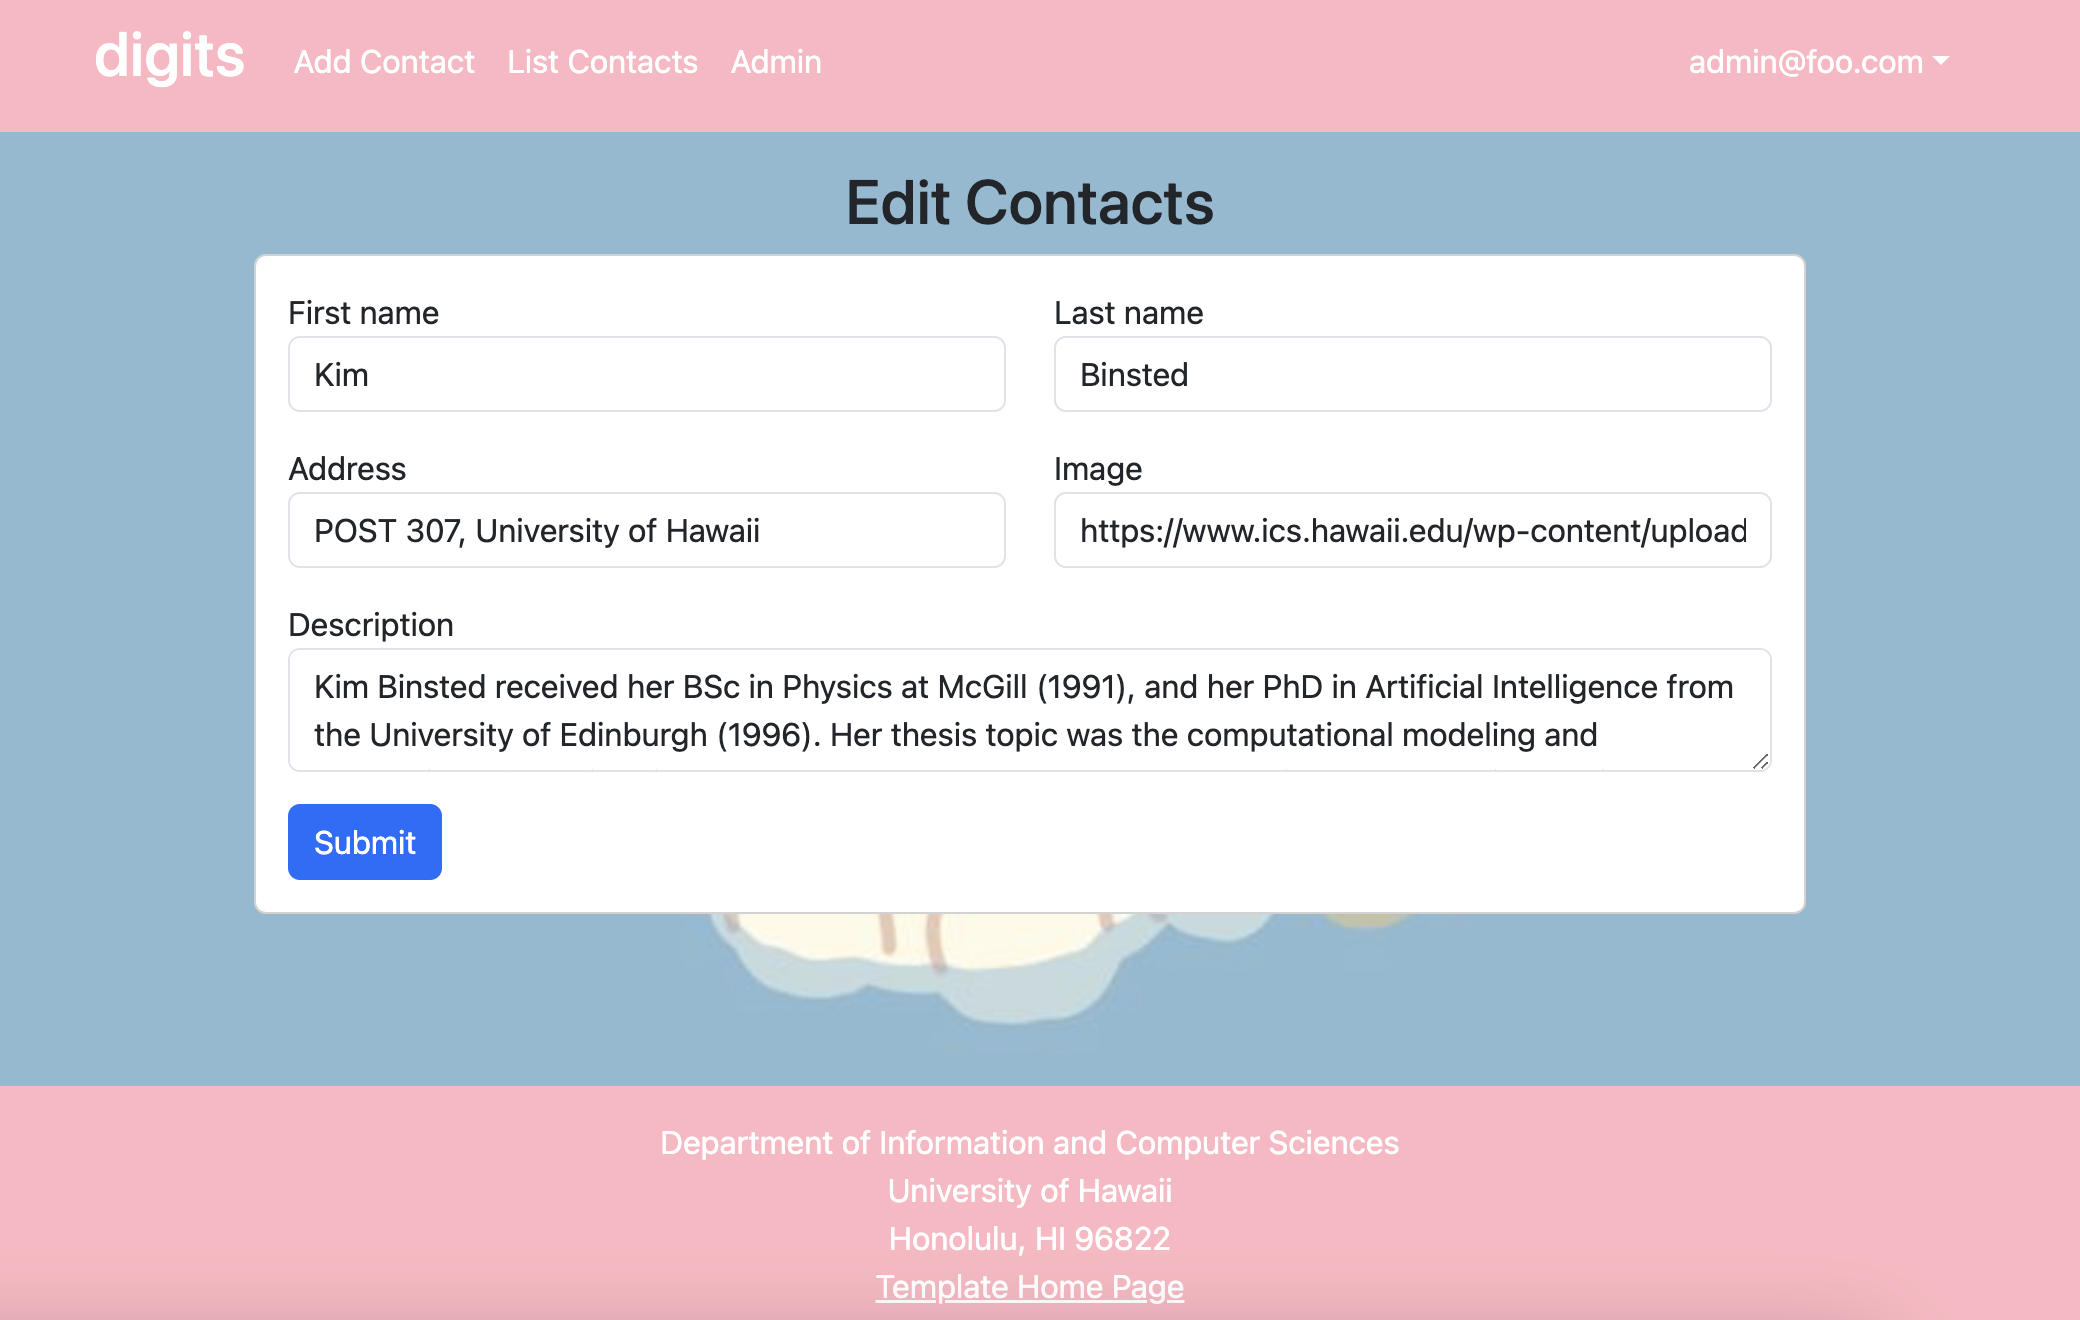 digits
Add Contact
List Contacts
Admin
admin@foo.com
Edit Contacts
First name
Last name
Kim
Binsted
Address
Image
POST 307, University of Hawaii
https://www.ics.hawaii.edu/wp-content/upload
Description
Kim Binsted received her BSc in Physics at McGill (1991), and her PhD in Artificial Intelligence from
the University of Edinburgh (1996). Her thesis topic was the computational modeling and
Submit
Department of Information and Computer Sciences
University of Hawaii
Honolulu, HI 96822
Template Home Page